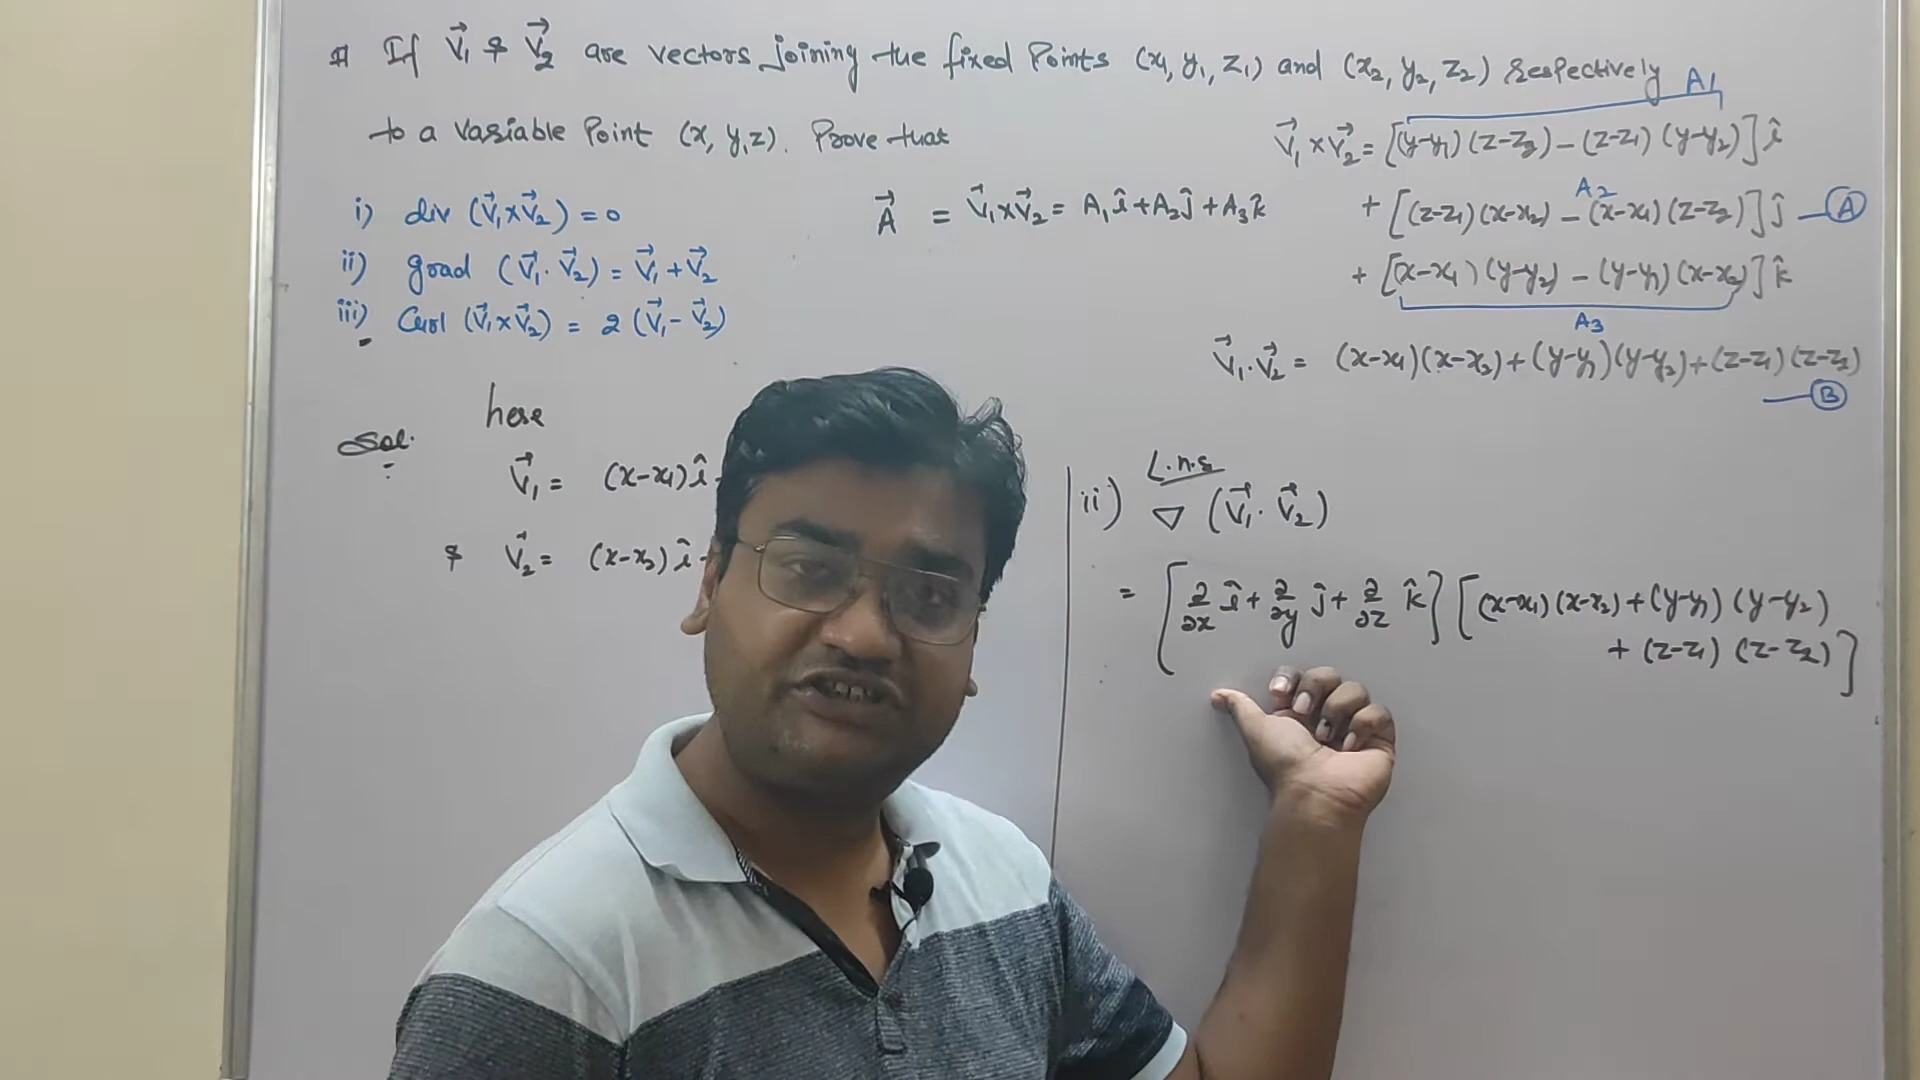 # If V⃗₁ & V⃗₂ are vectors joining the fixed Points (x₁, y₁, z₁) and (x₂, y₂, z₂) respectively
to a variable Point (x, y, z). Prove that
i) div (V⃗₁×V⃗₂) = 0
ii) grad (V⃗₁·V⃗₂) = V⃗₁+V⃗₂
iii) Curl (V⃗₁×V⃗₂) = 2 (V⃗₁-V⃗₂)
A⃗ = V⃗₁×V⃗₂ = A₁î+A₂ĵ+A₃k̂
A₁
V⃗₁×V⃗₂ = [(y-y₁)(z-z₂)-(z-z₁)(y-y₂)]î
A₂
+ [(z-z₁)(x-x₂)-(x-x₁)(z-z₂)]ĵ —Ⓐ
+ [(x-x₁)(y-y₂)-(y-y₁)(x-x₂)]k̂
A₃
V⃗₁·V⃗₂ = (x-x₁)(x-x₂)+(y-y₁)(y-y₂)+(z-z₁)(z-z₂)
—Ⓑ
Sol.
here
V⃗₁ = (x-x₁)î
& V⃗₂ = (x-x₂)î-
L.H.S
ii) ∇ (V⃗₁·V⃗₂)
= [∂/∂x î+∂/∂y ĵ+∂/∂z k̂] [(x-x₁)(x-x₂)+(y-y₁)(y-y₂)
+ (z-z₁)(z-z₂)]